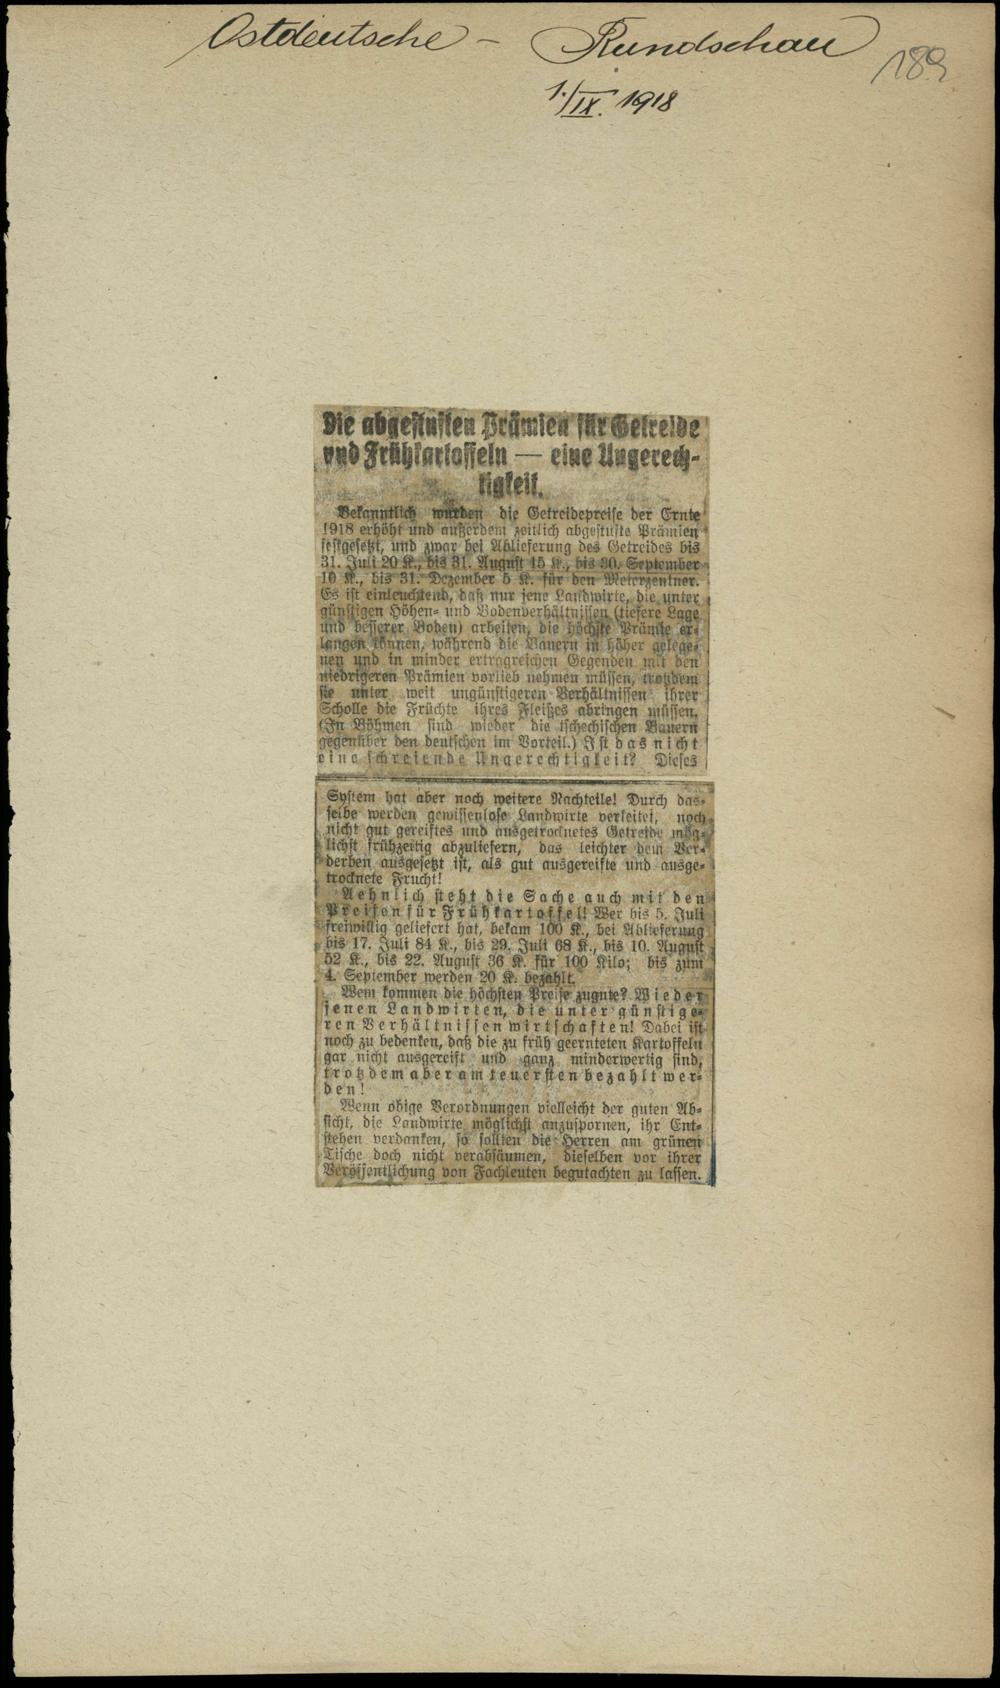 Ostdeutsche - Rundschau
189
1./IX. 1918
Die abgestuften Prämien für Getreide
und Frühkartoffeln — eine Ungerech-
tigkeit.
Bekanntlich wurden die Getreidepreise der Ernte
1918 erhöht und außerdem zeitlich abgestufte Prämien
festgesetzt, und zwar bei Ablieferung des Getreides bis
31. Juli 20 K., bis 31. August 15 K., bis 30. September
10 K., bis 31. Dezember 5 K. für den Meterzentner.
Es ist einleuchtend, daß nur jene Landwirte, die unter
günstigen Höhen- und Bodenverhältnissen (tiefere Lage
und besserer Boden) arbeiten, die höchste Prämie er-
langen können, während die Bauern in höher gelege-
nen und in minder ertragreichen Gegenden mit den
niedrigeren Prämien vorlieb nehmen müssen, trotzdem
sie unter weit ungünstigeren Verhältnissen ihrer
Scholle die Früchte ihres Fleißes abringen müssen.
(In Böhmen sind wieder die tschechischen Bauern
gegenüber den deutschen im Vorteil.) Ist das nicht
eine schreiende Ungerechtigkeit? Dieses
System hat aber noch weitere Nachteile! Durch das-
selbe werden gewissenlose Landwirte verleitet, noch
nicht gut gereiftes und ausgetrocknetes Getreide mög-
lichst frühzeitig abzuliefern, das leichter dem Ver-
derben ausgesetzt ist, als gut ausgereifte und ausge-
trocknete Frucht!
Aehnlich steht die Sache auch mit den
Preisen für Frühkartoffel! Wer bis 5. Juli
freiwillig geliefert hat, bekam 100 K., bei Ablieferung
bis 17. Juli 84 K., bis 29. Juli 68 K., bis 10. August
52 K., bis 22. August 36 K. für 100 Kilo; bis zum
4. September werden 20 K. bezahlt.
Wem kommen die höchsten Preise zugute? Wieder
jenen Landwirten, die unter günstige-
ren Verhältnissen wirtschaften! Dabei ist
noch zu bedenken, daß die zu früh geernteten Kartoffeln
gar nicht ausgereift und ganz minderwertig sind,
trotzdem aber am teuersten bezahlt wer-
den!
Wenn obige Verordnungen vielleicht der guten Ab-
sicht, die Landwirte möglichst anzuspornen, ihr Ent-
stehen verdanken, so sollten die Herren am grünen
Tische doch nicht verabsäumen, dieselben vor ihrer
Veröffentlichung von Fachleuten begutachten zu lassen.